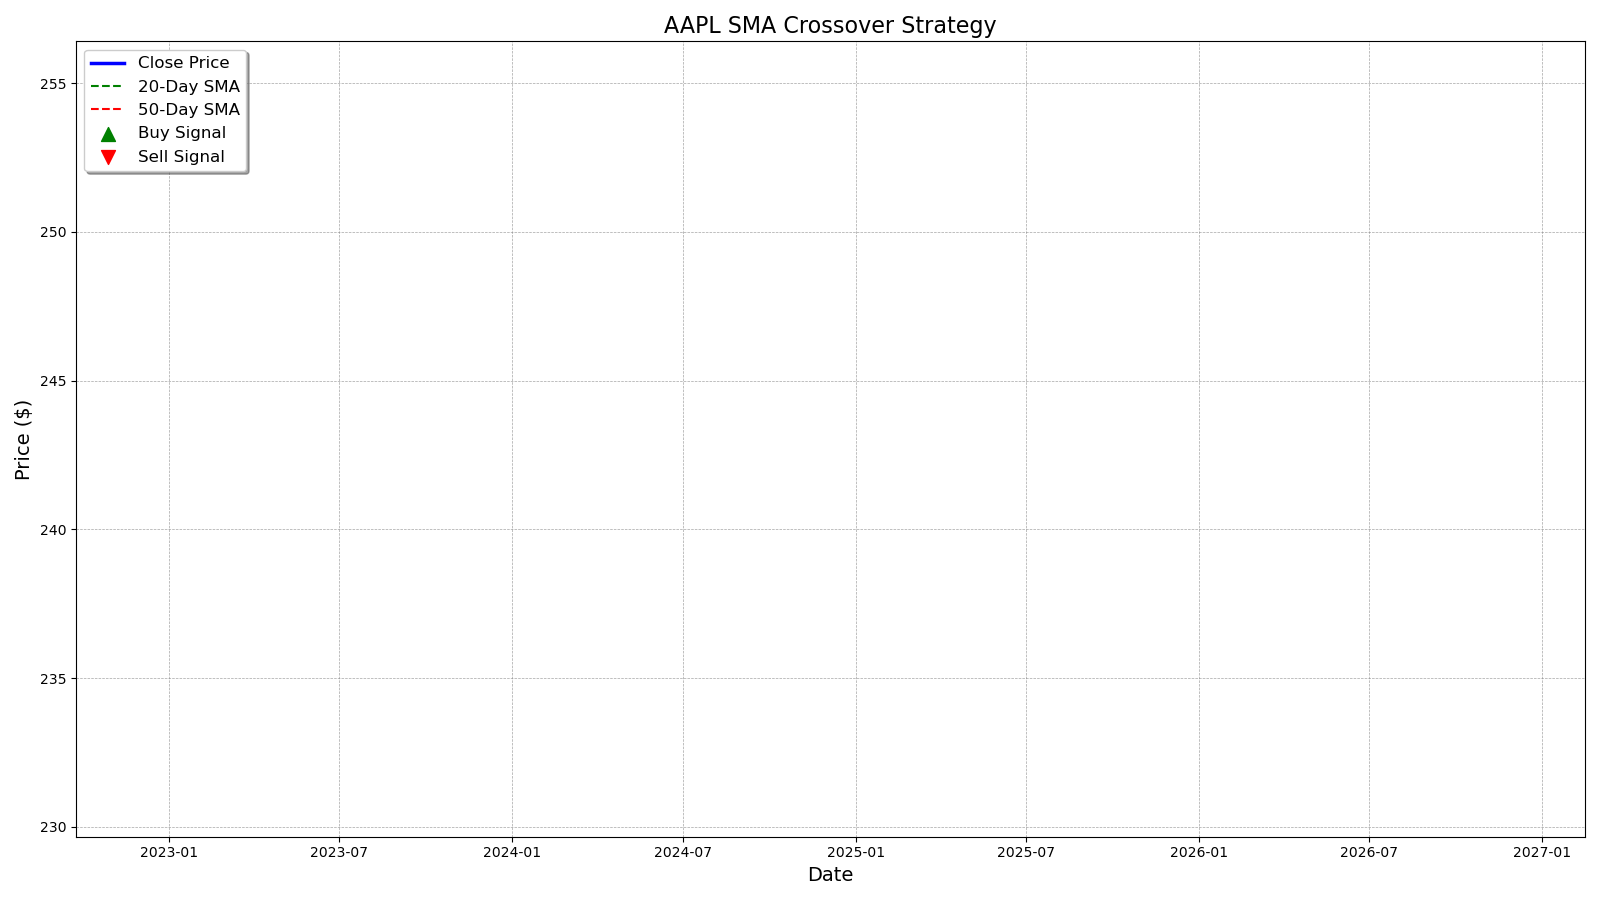 AAPL SMA Crossover Strategy
Close Price
20-Day SMA
50-Day SMA
Buy Signal
Sell Signal
Price ($)
255
250
245
240
235
230
2023-01
2023-07
2024-01
2024-07
2025-01
2025-07
2026-01
2026-07
2027-01
Date